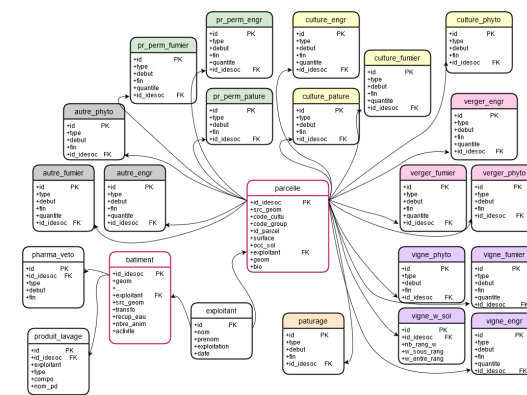 pr_perm_fumier
+id PK
+type
+debut
+fin
+quantite
+id_idesoc FK
pr_perm_engr
+id PK
+type
+debut
+fin
+quantite
+id_idesoc FK
culture_engr
+id PK
+type
+debut
+fin
+quantite
+id_idesoc FK
culture_fumier
+id PK
+type
+debut
+fin
+quantite
+id_idesoc FK
culture_phyto
+id PK
+type
+debut
+fin
+id_idesoc FK
autre_phyto
+id PK
+type
+debut
+fin
+id_idesoc FK
pr_perm_pature
+id PK
+type
+debut
+fin
+id_idesoc FK
culture_pature
+id PK
+type
+debut
+fin
+id_idesoc FK
verger_engr
+id PK
+type
+debut
+fin
+quantite
+id_idesoc FK
autre_fumier
+id PK
+type
+debut
+fin
+quantite
+id_idesoc FK
autre_engr
+id PK
+type
+debut
+fin
+quantite
+id_idesoc FK
parcelle
+id_idesoc PK
+src_geom
+code_cultu
+code_group
+id_parcel
+surface
+occ_sol
+exploitant FK
+geom
+bio
verger_fumier
+id PK
+type
+debut
+fin
+quantite
+id_idesoc FK
verger_phyto
+id PK
+type
+debut
+fin
+id_idesoc FK
pharma_veto
+id PK
+id_idesoc FK
+type
+debut
+fin
batiment
+id_idesoc PK
+geom
+...
+exploitant FK
+src_geom
+transfo
+recup_eau
+nbre_anim
+activite
vigne_phyto
+id PK
+type
+debut
+fin
+id_idesoc FK
vigne_fumier
+id PK
+type
+debut
+fin
+quantite
+id_idesoc FK
produit_lavage
+id PK
+id_idesoc FK
+exploitant
+type
+compo
+nom_pd
exploitant
+id PK
+nom
+prenom
+exploitation
+date
paturage
+id PK
+type
+debut
+fin
+id_idesoc FK
vigne_w_sol
+id PK
+id_idesoc FK
+nb_rang_w
+w_sous_rang
+w_entre_rang
vigne_engr
+id PK
+type
+debut
+fin
+quantite
+id_idesoc FK